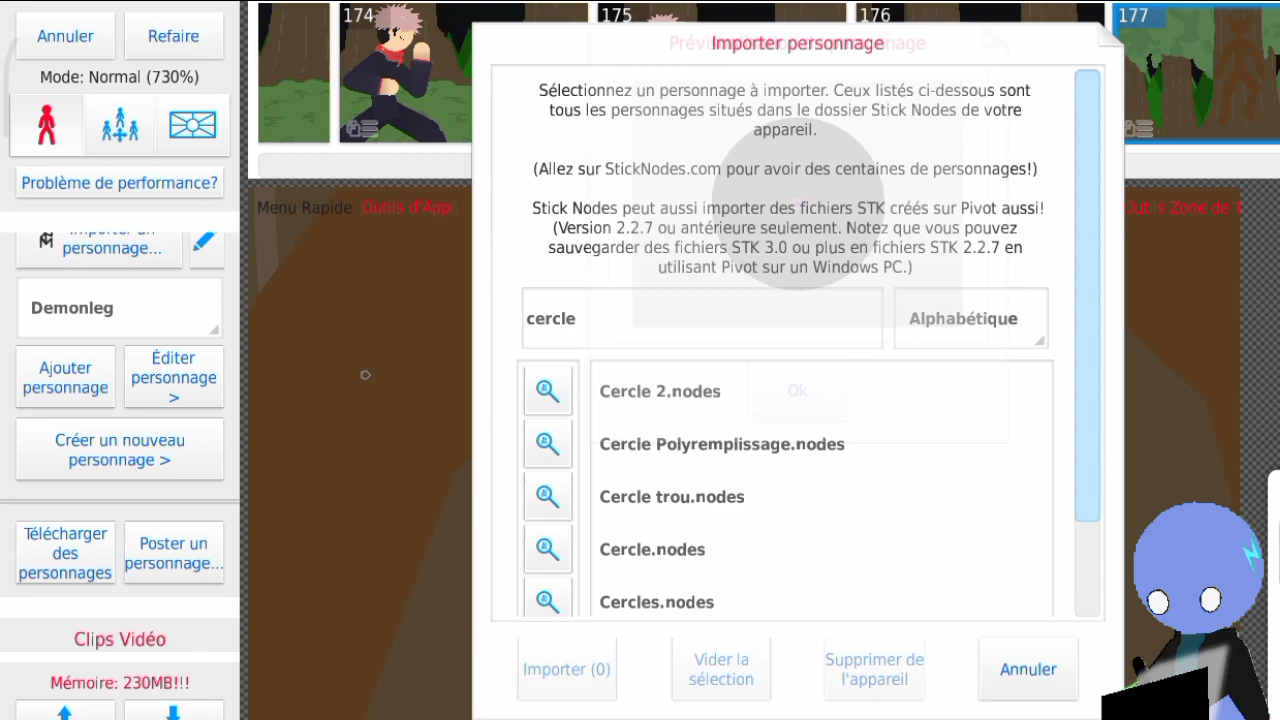 Annuler
Refaire
Mode: Normal (730%)
Problème de performance?
Importer un
personnage...
Demonleg
Ajouter
personnage
Éditer
personnage
>
Créer un nouveau
personnage >
Télécharger
des
personnages
Poster un
personnage...
Clips Vidéo
Mémoire: 230MB!!!
174
175
176
177
Menu Rapide
Outils d'Appli
Outils Zone de T
Importer personnage
Sélectionnez un personnage à importer. Ceux listés ci-dessous sont
tous les personnages situés dans le dossier Stick Nodes de votre
appareil.
(Allez sur StickNodes.com pour avoir des centaines de personnages!)
Stick Nodes peut aussi importer des fichiers STK créés sur Pivot aussi!
(Version 2.2.7 ou antérieure seulement. Notez que vous pouvez
sauvegarder des fichiers STK 3.0 ou plus en fichiers STK 2.2.7 en
utilisant Pivot sur un Windows PC.)
cercle
Alphabétique
Cercle 2.nodes
Ok
Cercle Polyremplissage.nodes
Cercle trou.nodes
Cercle.nodes
Cercles.nodes
Importer (0)
Vider la
sélection
Supprimer de
l'appareil
Annuler